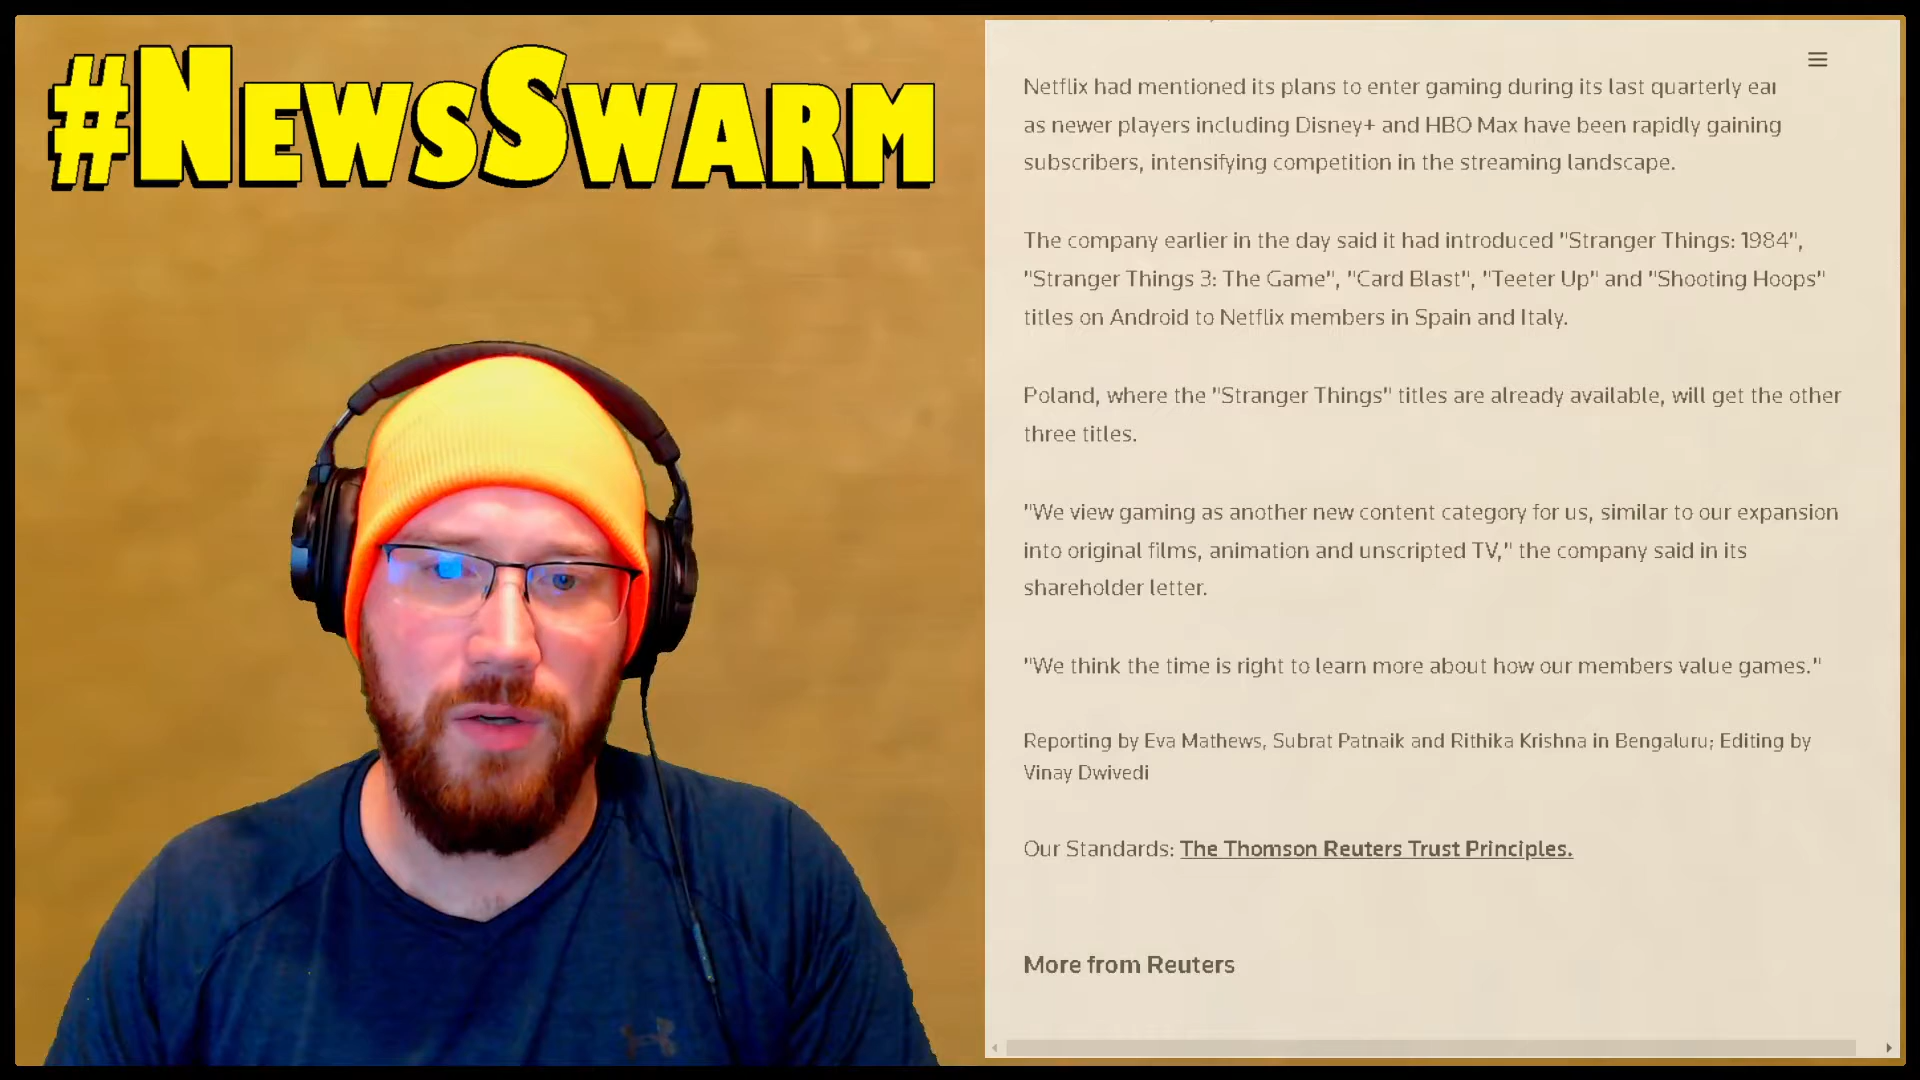 #NewsSwarm
Netflix had mentioned its plans to enter gaming during its last quarterly
as newer players including Disney+ and HBO Max have been rapidly gaining
subscribers, intensifying competition in the streaming landscape.
The company earlier in the day said it had introduced "Stranger Things: 1984",
"Stranger Things 3: The Game", "Card Blast", "Teeter Up" and "Shooting Hoops"
titles on Android to Netflix members in Spain and Italy.
Poland, where the "Stranger Things" titles are already available, will get the other
three titles.
"We view gaming as another new content category for us, similar to our expansion
into original films, animation and unscripted TV," the company said in its
shareholder letter.
"We think the time is right to learn more about how our members value games."
Reporting by Eva Mathews, Subrat Patnaik and Rithika Krishna in Bengaluru; Editing by
Vinay Dwivedi
Our Standards: The Thomson Reuters Trust Principles.
More from Reuters